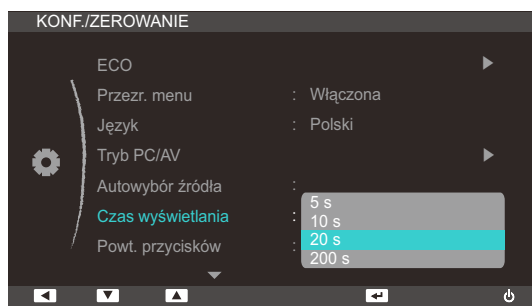 KONF./ZEROWANIE
ECO
Przezr. menu : Włączona
Język : Polski
Tryb PC/AV
Autowybór źródła :
Czas wyświetlania :
Powt. przycisków :
5 s
10 s
20 s
200 s